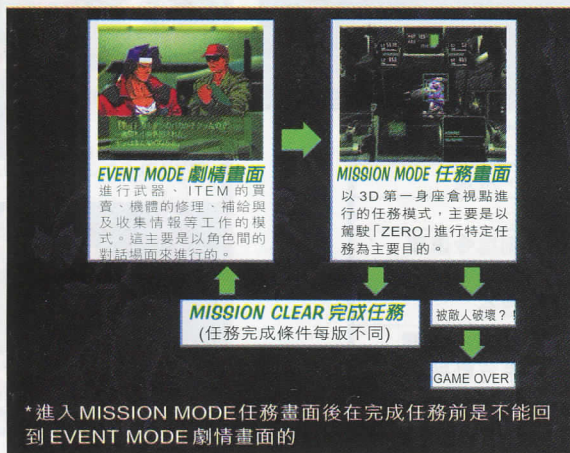 EVENT MODE 劇情畫面
進行武器、ITEM的買
賣、機體的修理、補給與
及收集情報等工作的模
式。這主要是以角色間的
對話場面來進行的。
MISSION MODE 任務畫面
以3D第一身座倉視點進
行的任務模式,主要是以
駕駛「ZERO」進行特定任
務為主要目的。
MISSION CLEAR 完成任務
(任務完成條件每版不同)
被敵人破壞?!
GAME OVER!
*進入MISSION MODE任務畫面後在完成任務前是不能回
到EVENT MODE劇情畫面的